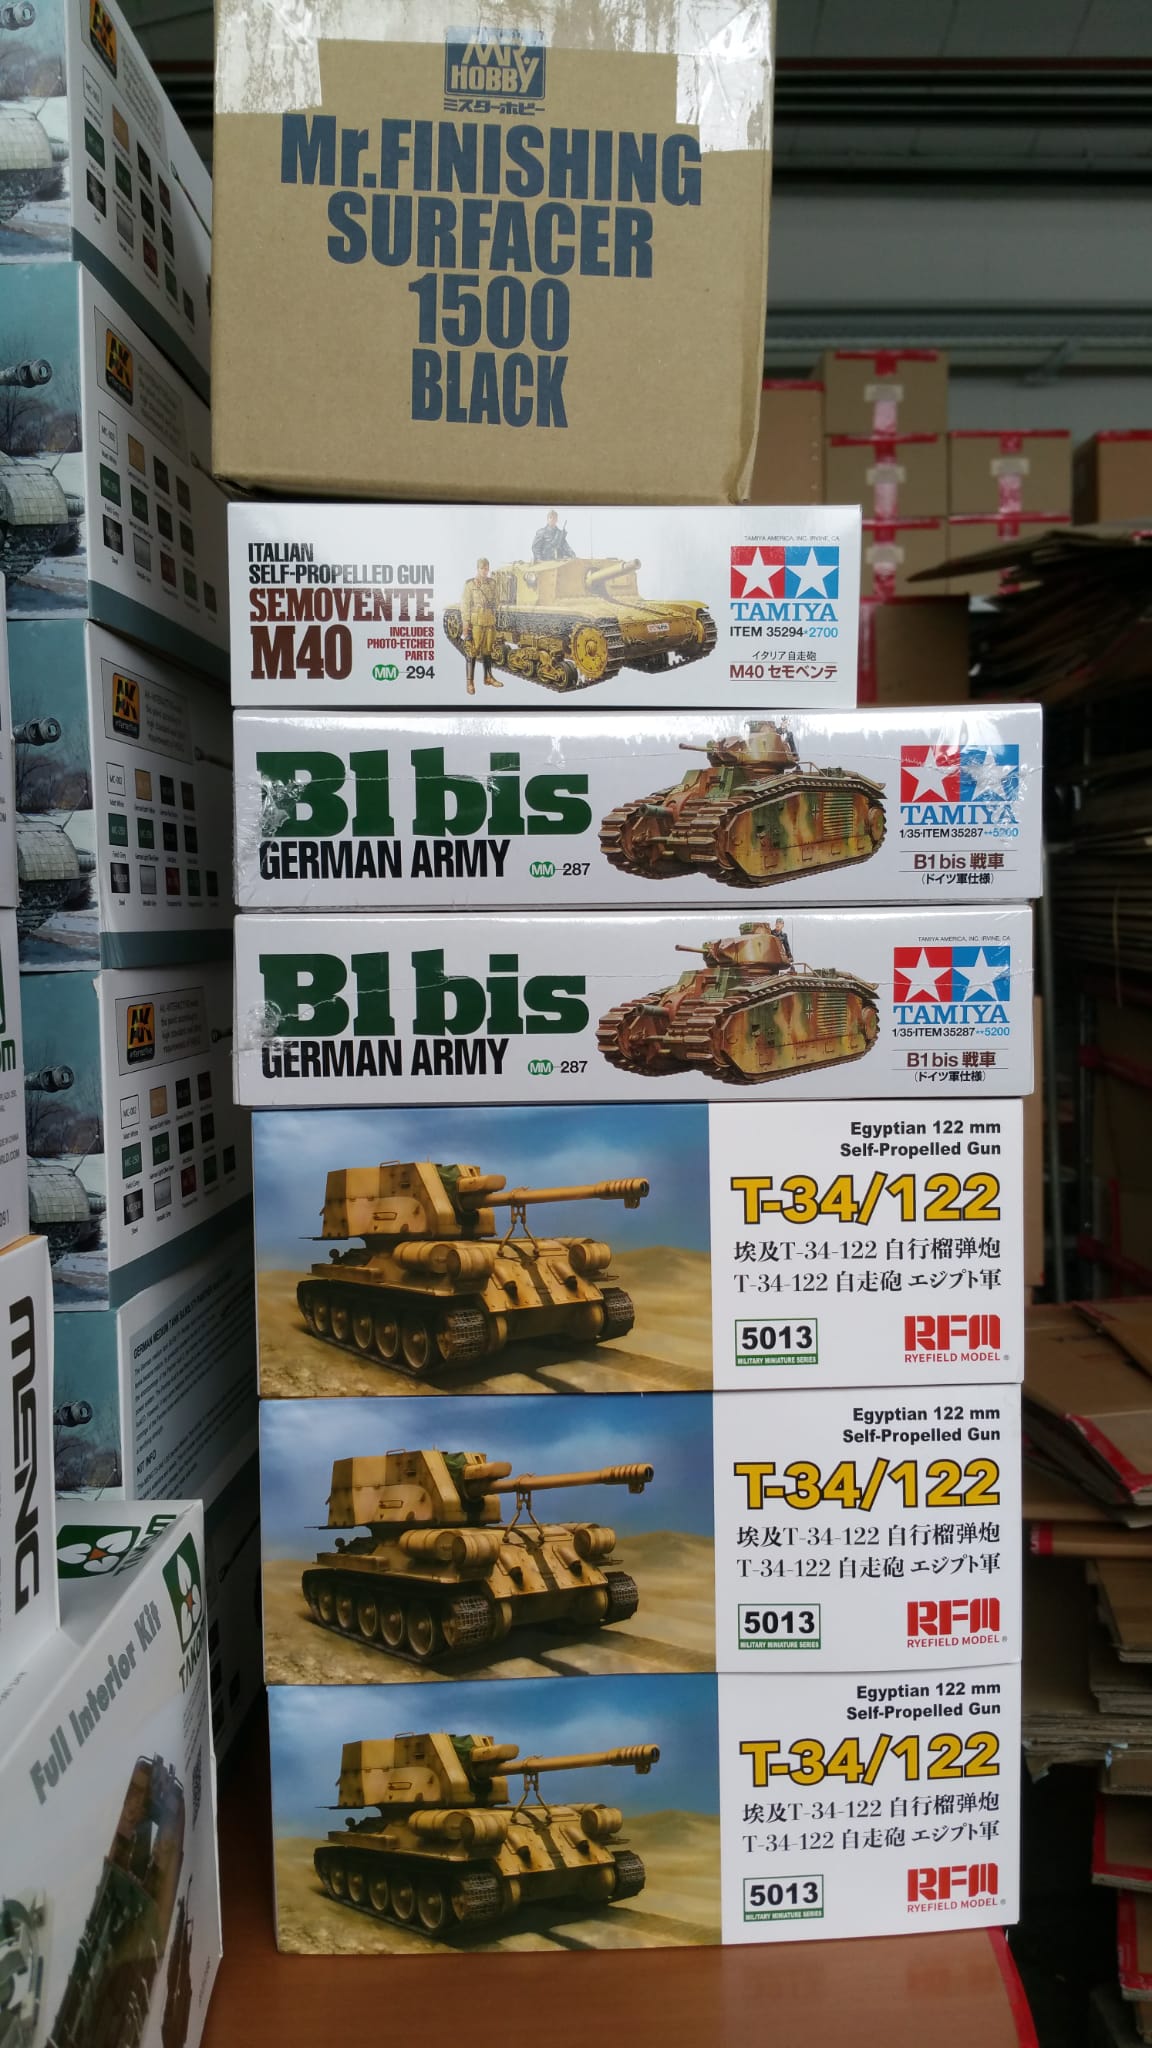 MR.
HOBBY
ミスターホビー
Mr.FINISHING
SURFACER
1500
BLACK
ITALIAN
SELF-PROPELLED GUN
SEMOVENTE
M40
INCLUDES
PHOTO-ETCHED
PARTS
MM 294
TAMIYA AMERICA, INC. IRVINE, CA
TAMIYA
ITEM 35294★2700
イタリア自走砲
M40 セモベンテ
B1 bis
GERMAN ARMY
MM 287
TAMIYA
1/35 ITEM 35287★★5200
B1 bis 戦車
(ドイツ軍仕様)
B1 bis
GERMAN ARMY
MM 287
TAMIYA AMERICA, INC. IRVINE, CA
TAMIYA
1/35 ITEM 35287★★5200
B1 bis 戦車
(ドイツ軍仕様)
Egyptian 122 mm
Self-Propelled Gun
T-34/122
埃及T-34-122 自行榴弹炮
T-34-122 自走砲 エジプト軍
5013
MILITARY MINIATURE SERIES
RFM
RYEFIELD MODEL ®
Egyptian 122 mm
Self-Propelled Gun
T-34/122
埃及T-34-122 自行榴弹炮
T-34-122 自走砲 エジプト軍
5013
MILITARY MINIATURE SERIES
RFM
RYEFIELD MODEL ®
Egyptian 122 mm
Self-Propelled Gun
T-34/122
埃及T-34-122 自行榴弹炮
T-34-122 自走砲 エジプト軍
5013
MILITARY MINIATURE SERIES
RFM
RYEFIELD MODEL ®
AK
AK
AK
interactive
AK
interactive
MENG
TAKOM
Full Interior Kit